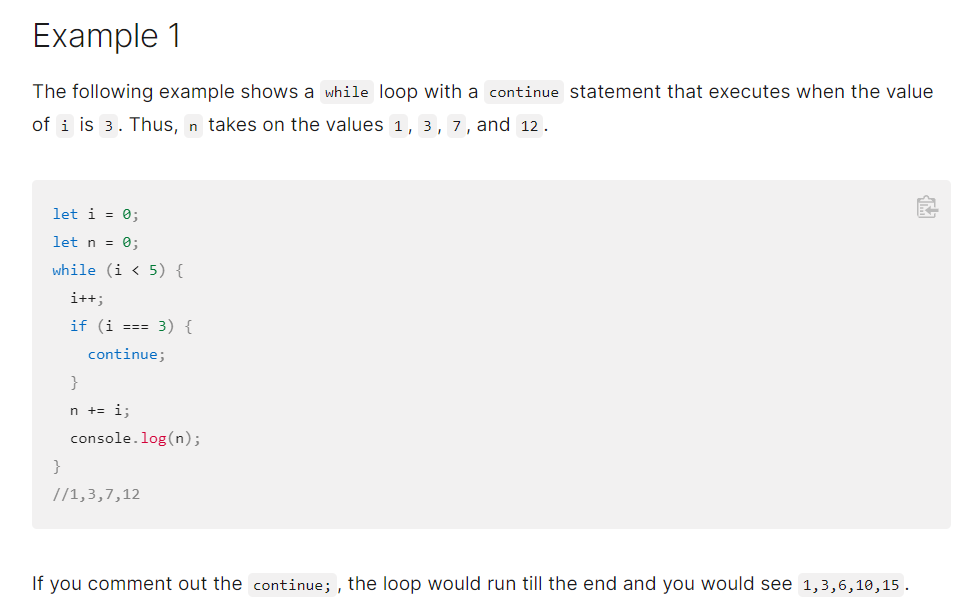 Example 1
The following example shows a while loop with a continue statement that executes when the value
of i is 3. Thus, n takes on the values 1, 3, 7, and 12.
let i = 0;
let n = 0;
while (i < 5) {
  i++;
  if (i === 3) {
    continue;
  }
  n += i;
  console.log(n);
}
//1,3,7,12
If you comment out the continue;, the loop would run till the end and you would see 1,3,6,10,15.